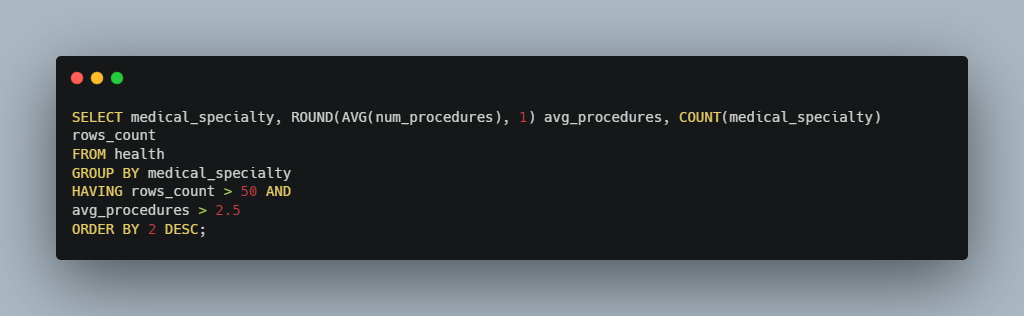 SELECT medical_specialty, ROUND(AVG(num_procedures), 1) avg_procedures, COUNT(medical_specialty)
rows_count
FROM health
GROUP BY medical_specialty
HAVING rows_count > 50 AND
avg_procedures > 2.5
ORDER BY 2 DESC;